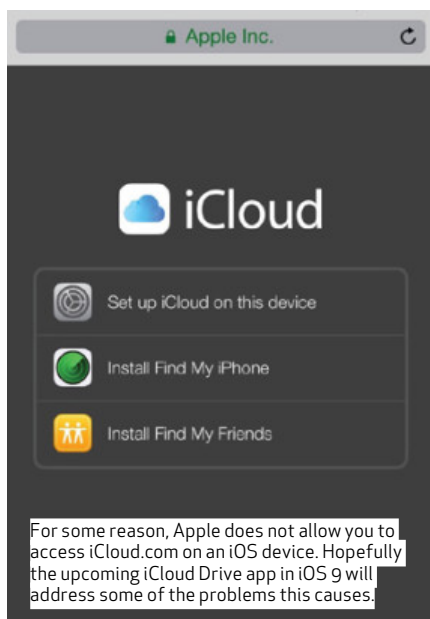 Apple Inc.
iCloud
Set up iCloud on this device
Install Find My iPhone
Install Find My Friends
For some reason, Apple does not allow you to
access iCloud.com on an iOS device. Hopefully
the upcoming iCloud Drive app in iOS 9 will
address some of the problems this causes.